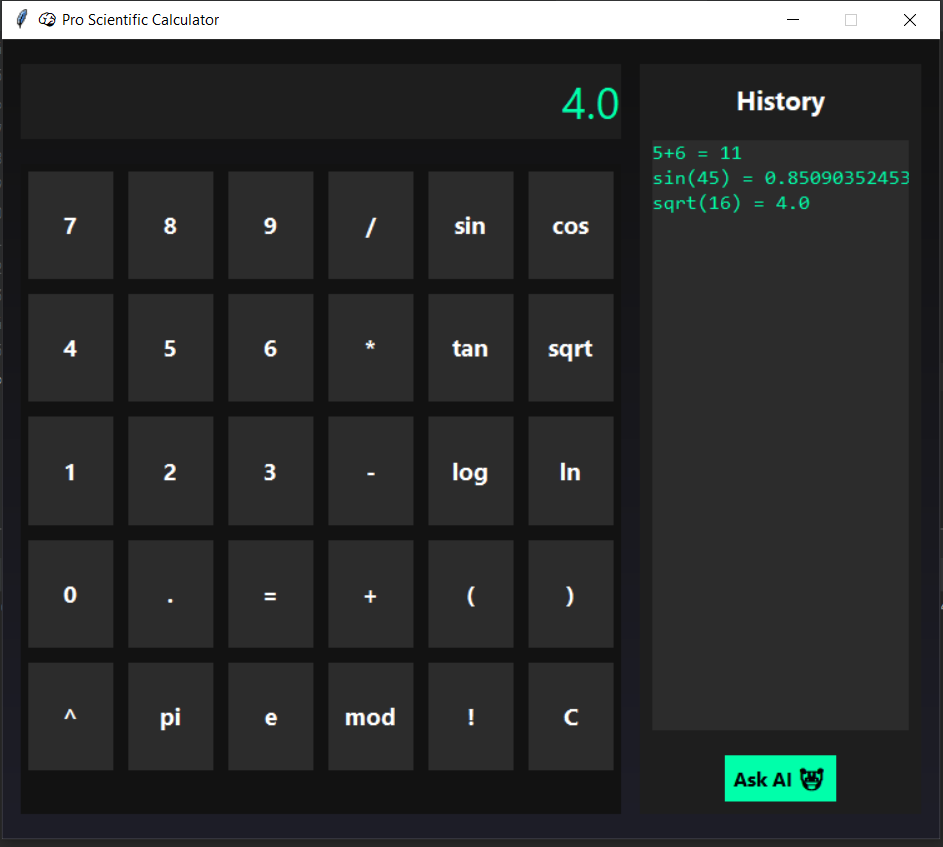 Pro Scientific Calculator
4.0
7 8 9 / sin cos
4 5 6 * tan sqrt
1 2 3 - log ln
0 . = + ( )
^ pi e mod ! C
History
5+6 = 11
sin(45) = 0.85090352453
sqrt(16) = 4.0
Ask AI